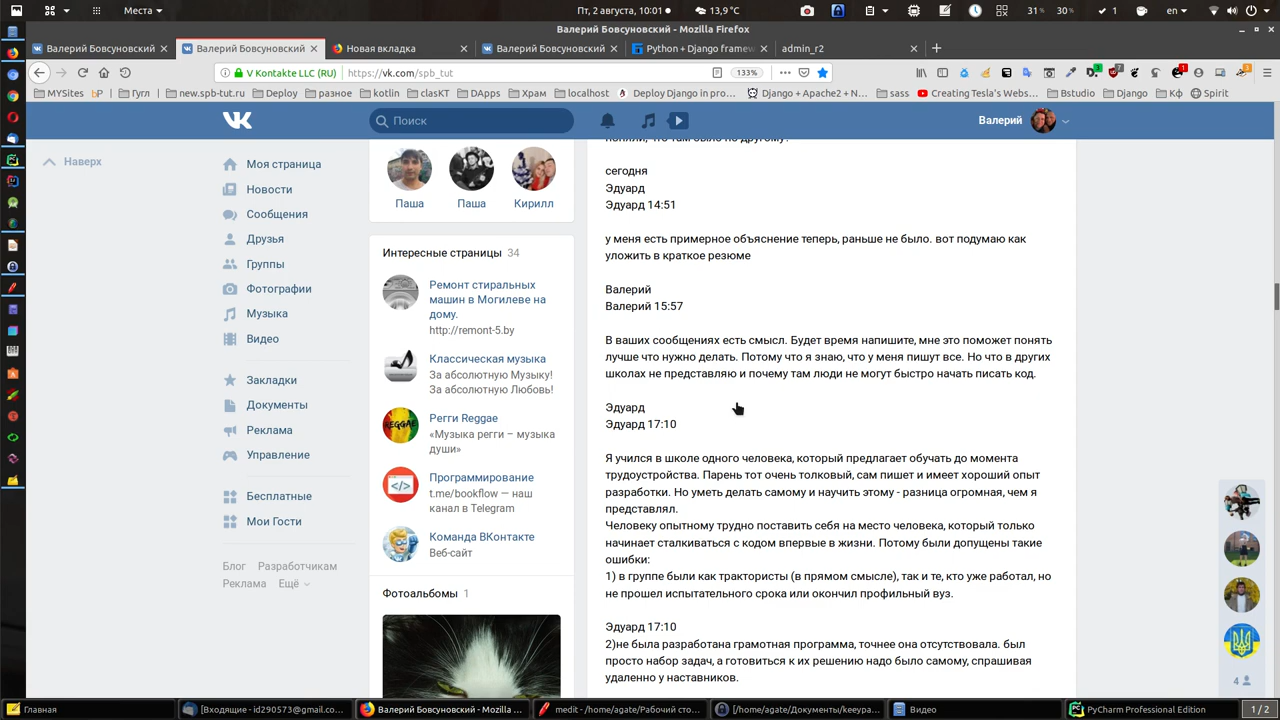 Места
Пт, 2 августа, 10:01
13,9°C
31%
30%
1
Валерий Бовсуновский - Mozilla Firefox
Валерий Бовсуновский
Валерий Бовсуновский
Новая вкладка
Валерий Бовсуновский
Python + Django framew
admin_r2
V Kontakte LLC (RU)
https://vk.com/spb_tut
133%
MYSites
ЬР
Гугл
new.spb-tut.ru
Deploy
разное
kotlin
clasKT
DApps
Храм
localhost
Deploy Django in pro...
Django + Apache2 + N...
sass
Creating Tesla's Webs...
Bstudio
Django
Кф
Spirit
Поиск
Валерий
Наверх
Моя страница
Новости
Сообщения
Друзья
Группы
Фотографии
Музыка
Видео
Закладки
Документы
Реклама
Управление
Бесплатные
Мои Гости
Блог Разработчикам
Реклама Ещё
Паша
Паша
Кирилл
Интересные страницы 34
Ремонт стиральных
машин в Могилеве на
дому.
http://remont-5.by
Классическая музыка
За абсолютную Музыку!
За абсолютную Любовь!
Регги Reggae
«Музыка регги – музыка
души»
Программирование
t.me/bookflow — наш
канал в Telegram
Команда ВКонтакте
Веб-сайт
Фотоальбомы 1
сегодня
Эдуард
Эдуард 14:51
у меня есть примерное объяснение теперь, раньше не было. вот подумаю как
уложить в краткое резюме
Валерий
Валерий 15:57
В ваших сообщениях есть смысл. Будет время напишите, мне это поможет понять
лучше что нужно делать. Потому что я знаю, что у меня пишут все. Но что в других
школах не представляю и почему там люди не могут быстро начать писать код.
Эдуард
Эдуард 17:10
Я учился в школе одного человека, который предлагает обучать до момента
трудоустройства. Парень тот очень толковый, сам пишет и имеет хороший опыт
разработки. Но уметь делать самому и научить этому - разница огромная, чем я
представлял.
Человеку опытному трудно поставить себя на место человека, который только
начинает сталкиваться с кодом впервые в жизни. Потому были допущены такие
ошибки:
1) в группе были как трактористы (в прямом смысле), так и те, кто уже работал, но
не прошел испытательного срока или окончил профильный вуз.
Эдуард 17:10
2)не была разработана грамотная программа, точнее она отсутствовала. был
просто набор задач, а готовиться к их решению надо было самому, спрашивая
удаленно у наставников.
4
Главная
[Входящие - id290573@gmail.co...
Валерий Бовсуновский - Mozilla ...
medit - /home/agate/Рабочий сто...
[/home/agate/Документы/keeypa...
Видео
PyCharm Professional Edition
1 / 2